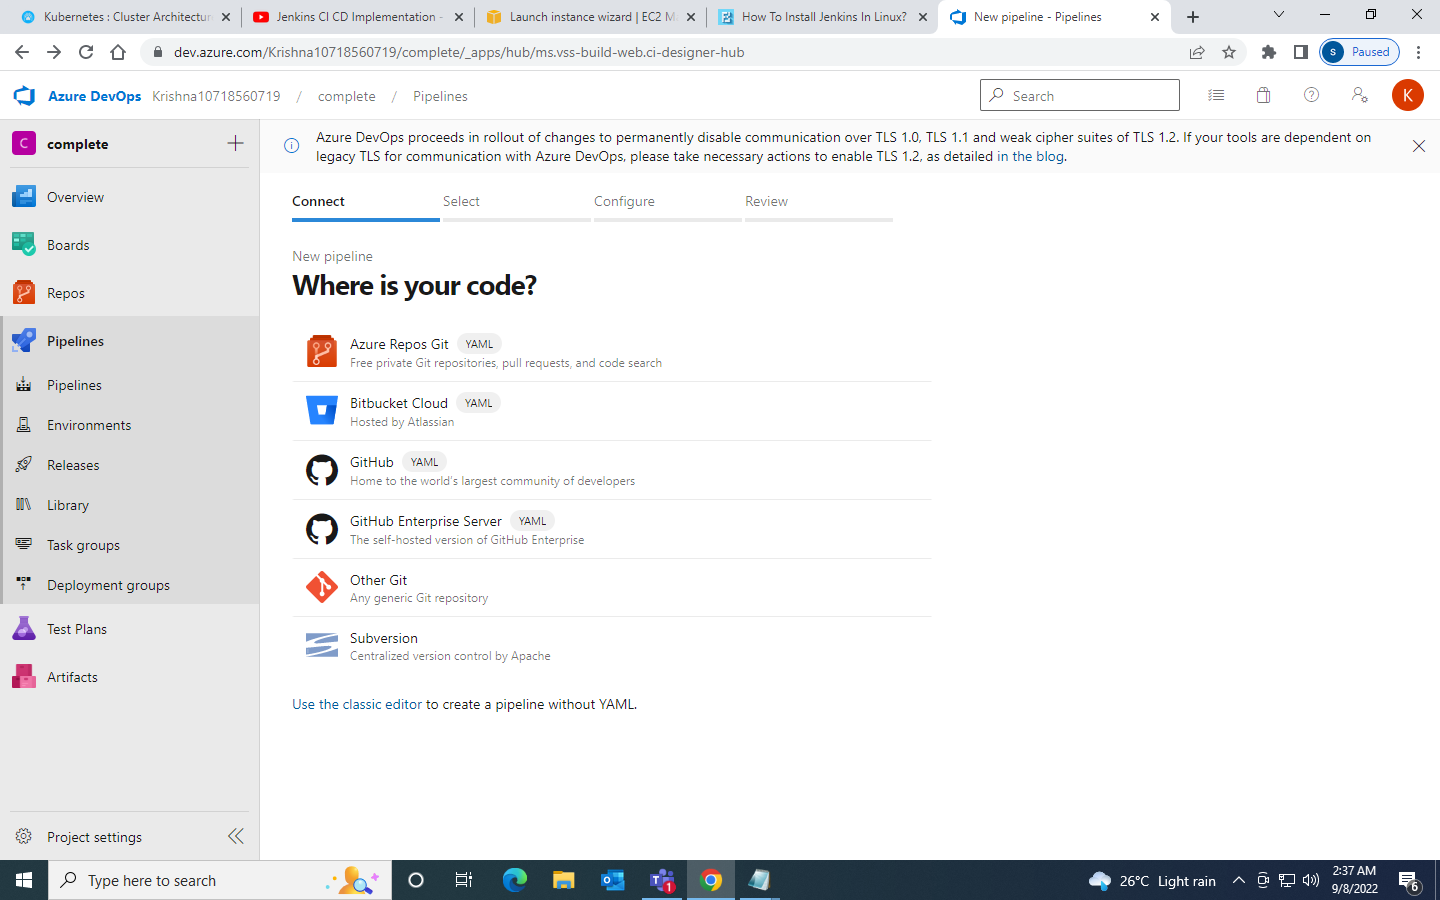 Kubernetes : Cluster Architectur
Jenkins CI CD Implementation -
Launch instance wizard | EC2 M
How To Install Jenkins In Linux?
New pipeline - Pipelines
dev.azure.com/Krishna10718560719/complete/_apps/hub/ms.vss-build-web.ci-designer-hub
s Paused
Azure DevOps Krishna10718560719 / complete / Pipelines
Search
K
C complete
Azure DevOps proceeds in rollout of changes to permanently disable communication over TLS 1.0, TLS 1.1 and weak cipher suites of TLS 1.2. If your tools are dependent on
legacy TLS for communication with Azure DevOps, please take necessary actions to enable TLS 1.2, as detailed in the blog.
Overview
Boards
Repos
Pipelines
Pipelines
Environments
Releases
Library
Task groups
Deployment groups
Test Plans
Artifacts
Project settings
Connect Select Configure Review
New pipeline
Where is your code?
Azure Repos Git YAML
Free private Git repositories, pull requests, and code search
Bitbucket Cloud YAML
Hosted by Atlassian
GitHub YAML
Home to the world's largest community of developers
GitHub Enterprise Server YAML
The self-hosted version of GitHub Enterprise
Other Git
Any generic Git repository
Subversion
Centralized version control by Apache
Use the classic editor to create a pipeline without YAML.
Type here to search
1
26°C Light rain
2:37 AM
9/8/2022
6